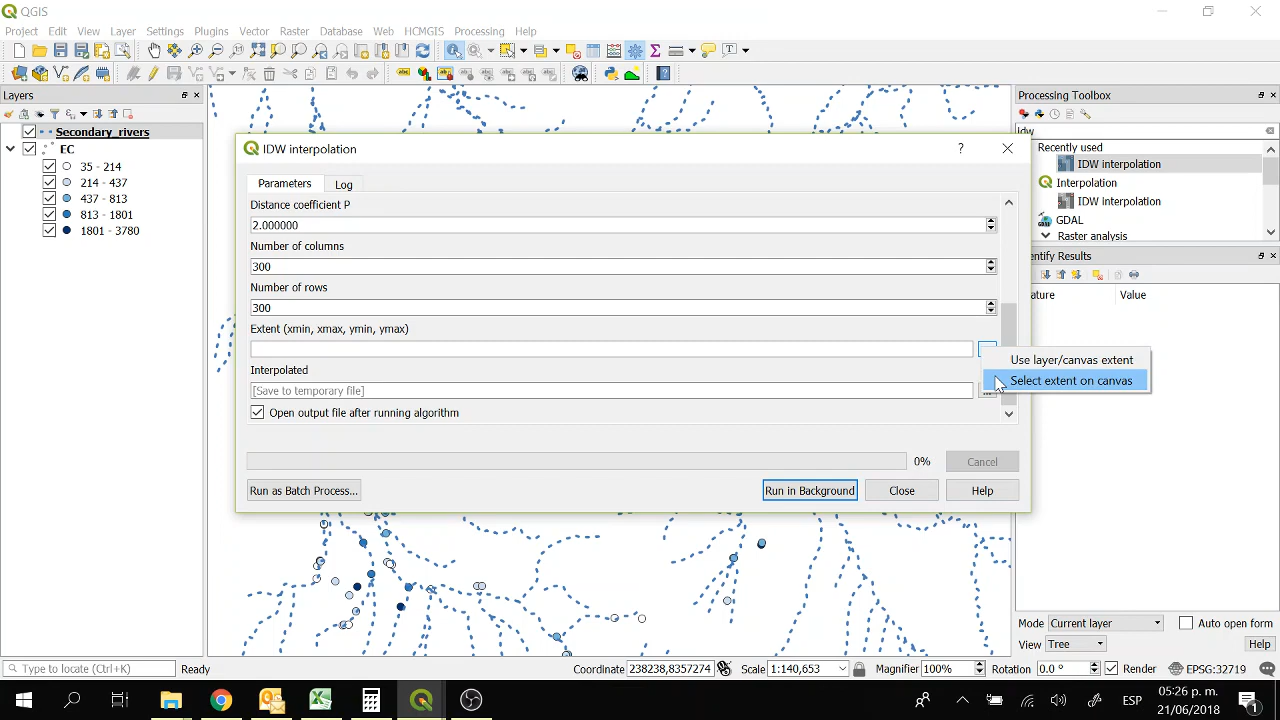 QGIS
Project Edit View Layer Settings Plugins Vector Raster Database Web HCMGIS Processing Help
Layers
Processing Toolbox
Secondary_rivers
EC
35 - 214
214 - 437
437 - 813
813 - 1801
1801 - 3780
IDW interpolation
Parameters
Log
Distance coefficient P
2.000000
Number of columns
300
Number of rows
300
Extent (xmin, xmax, ymin, ymax)
Use layer/canvas extent
Select extent on canvas
Interpolated
[Save to temporary file]
Open output file after running algorithm
0%
Cancel
Run as Batch Process...
Run in Background
Close
Help
idw
Recently used
IDW interpolation
Interpolation
IDW interpolation
GDAL
Raster analysis
entify Results
ature
Value
Mode Current layer
Auto open form
View Tree
Help
Type to locate (Ctrl+K)
Ready
Coordinate 238238,8357274
Scale 1:140,653
Magnifier 100%
Rotation 0.0 °
Render
EPSG:32719
ESP
05:26 p. m.
21/06/2018